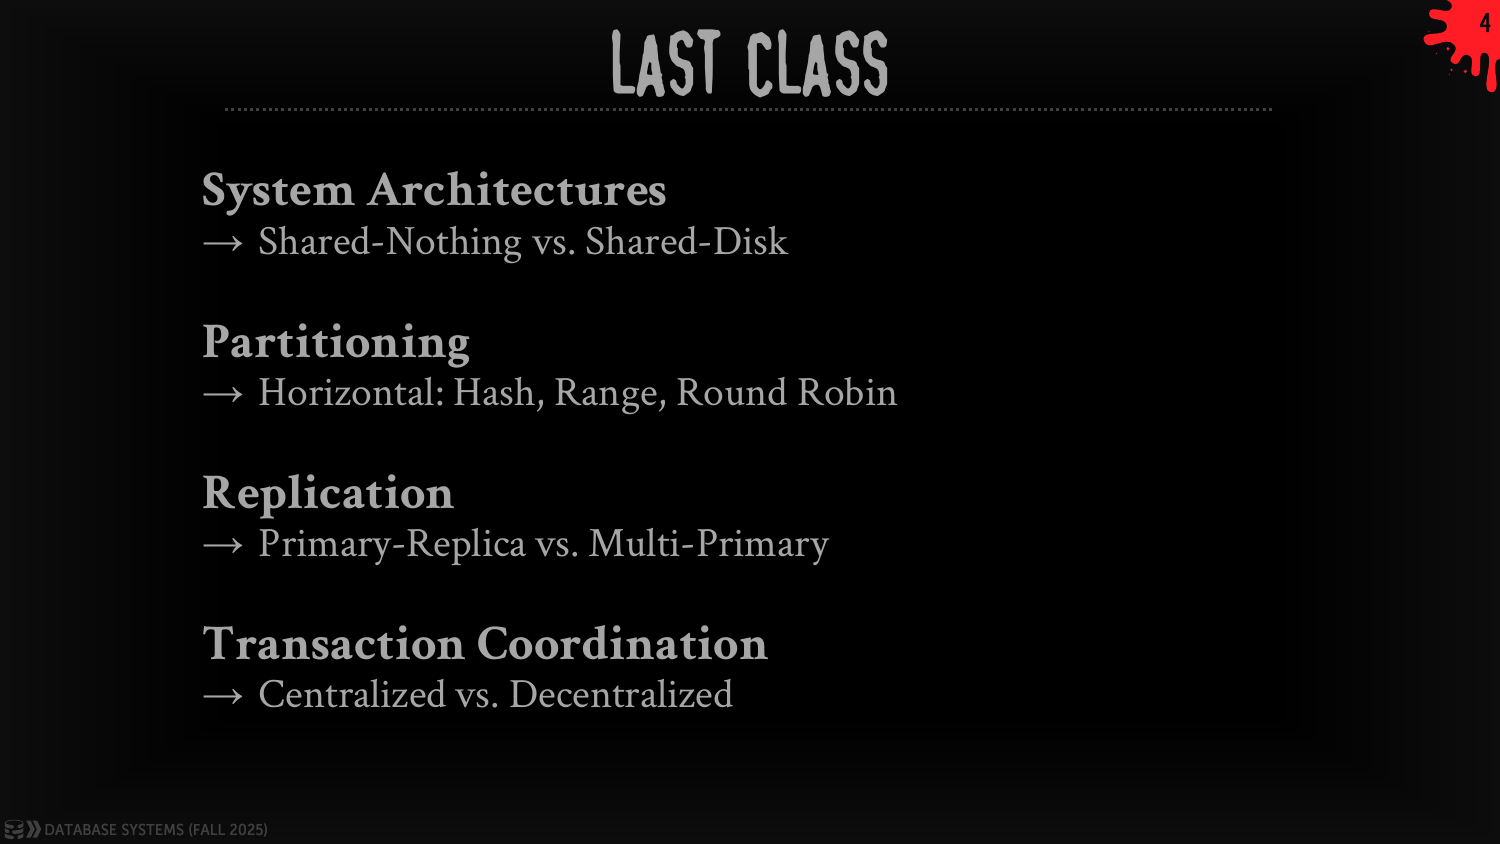 LAST CLASS
4
System Architectures
→ Shared-Nothing vs. Shared-Disk
Partitioning
→ Horizontal: Hash, Range, Round Robin
Replication
→ Primary-Replica vs. Multi-Primary
Transaction Coordination
→ Centralized vs. Decentralized
DATABASE SYSTEMS (FALL 2025)